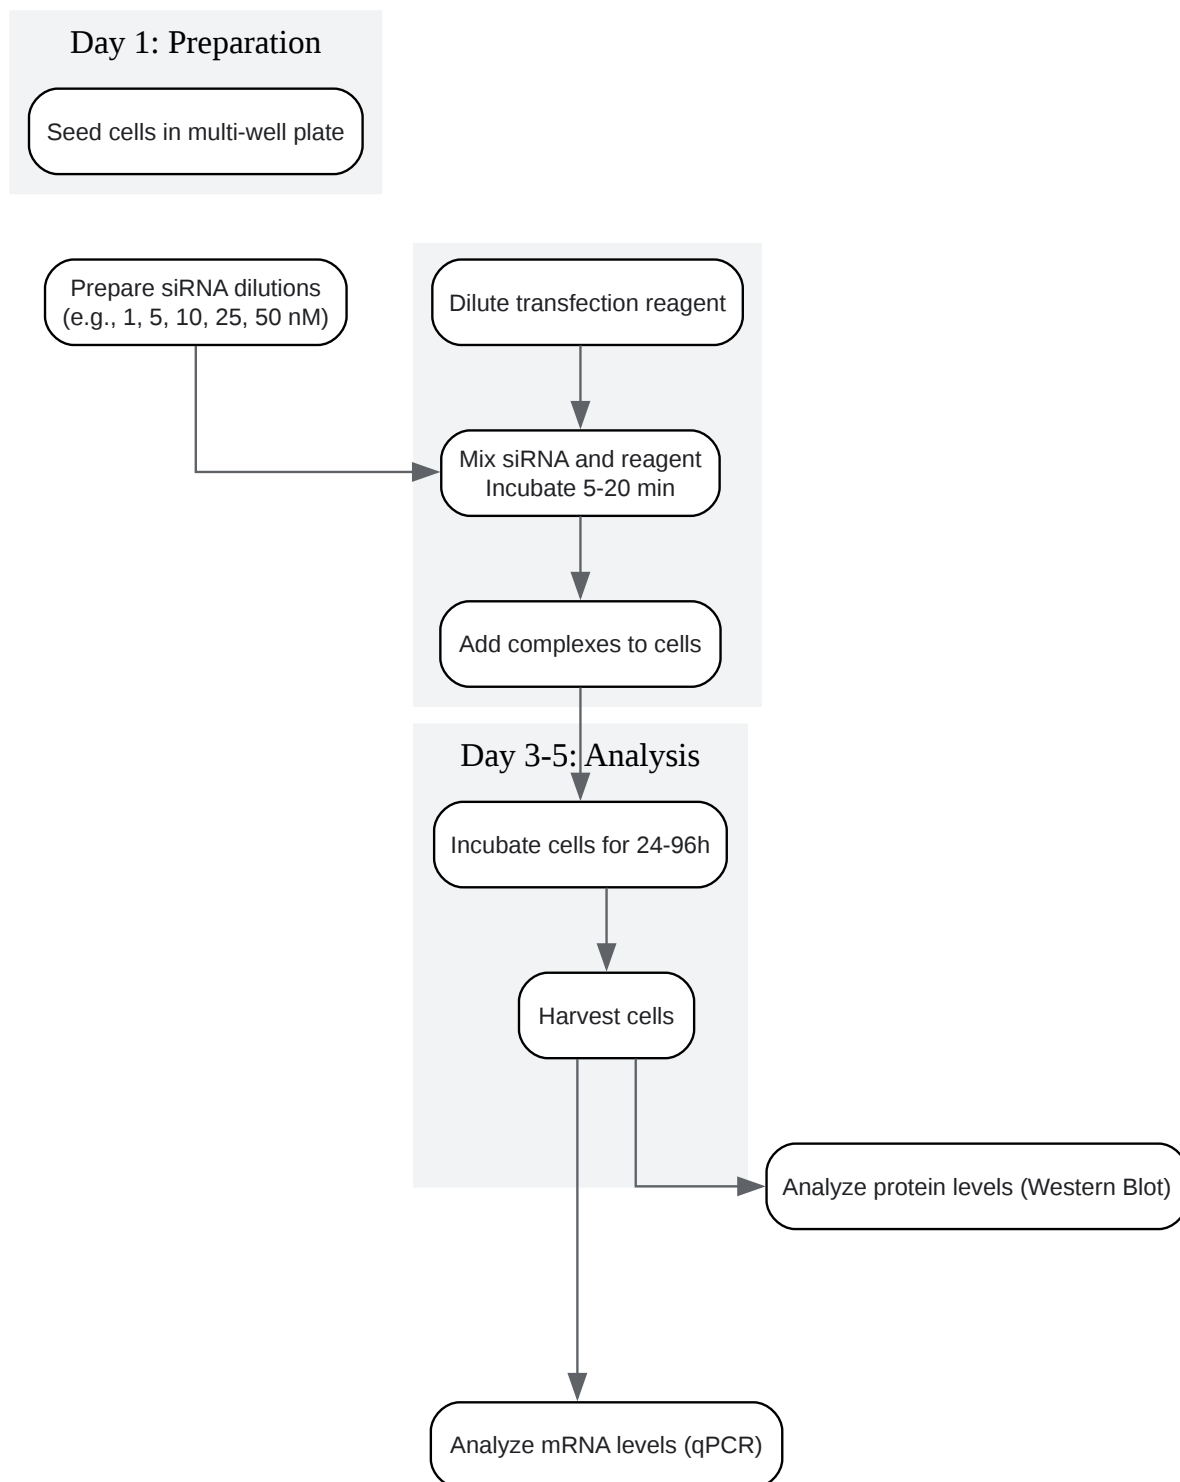 Day 1: Preparation
Seed cells in multi-well plate
Prepare siRNA dilutions
(e.g., 1, 5, 10, 25, 50 nM)
Dilute transfection reagent
Mix siRNA and reagent
Incubate 5-20 min
Add complexes to cells
Day 3-5: Analysis
Incubate cells for 24-96h
Harvest cells
Analyze protein levels (Western Blot)
Analyze mRNA levels (qPCR)